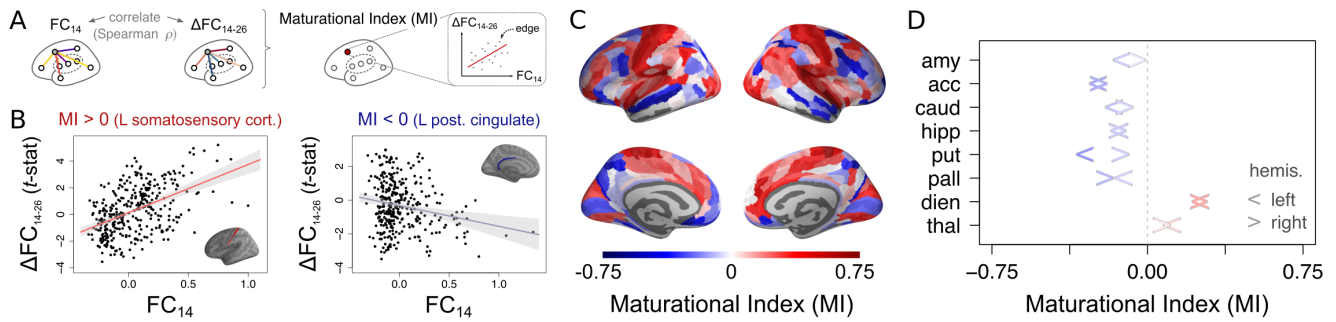 A
correlate
(Spearman ρ)
FC14
ΔFC14-26
Maturational Index (MI)
ΔFC14-26
edge
FC14
B
MI > 0 (L somatosensory cort.)
ΔFC14-26 (t-stat)
4
2
0
−2
−4
0.0
0.5
1.0
FC14
MI < 0 (L post. cingulate)
ΔFC14-26 (t-stat)
3
2
1
0
-1
-2
-3
0.0
0.5
1.0
FC14
C
-0.75
0
0.75
Maturational Index (MI)
D
amy
acc
caud
hipp
put
pall
dien
thal
hemis.
< left
> right
−0.75
0.00
0.75
Maturational Index (MI)